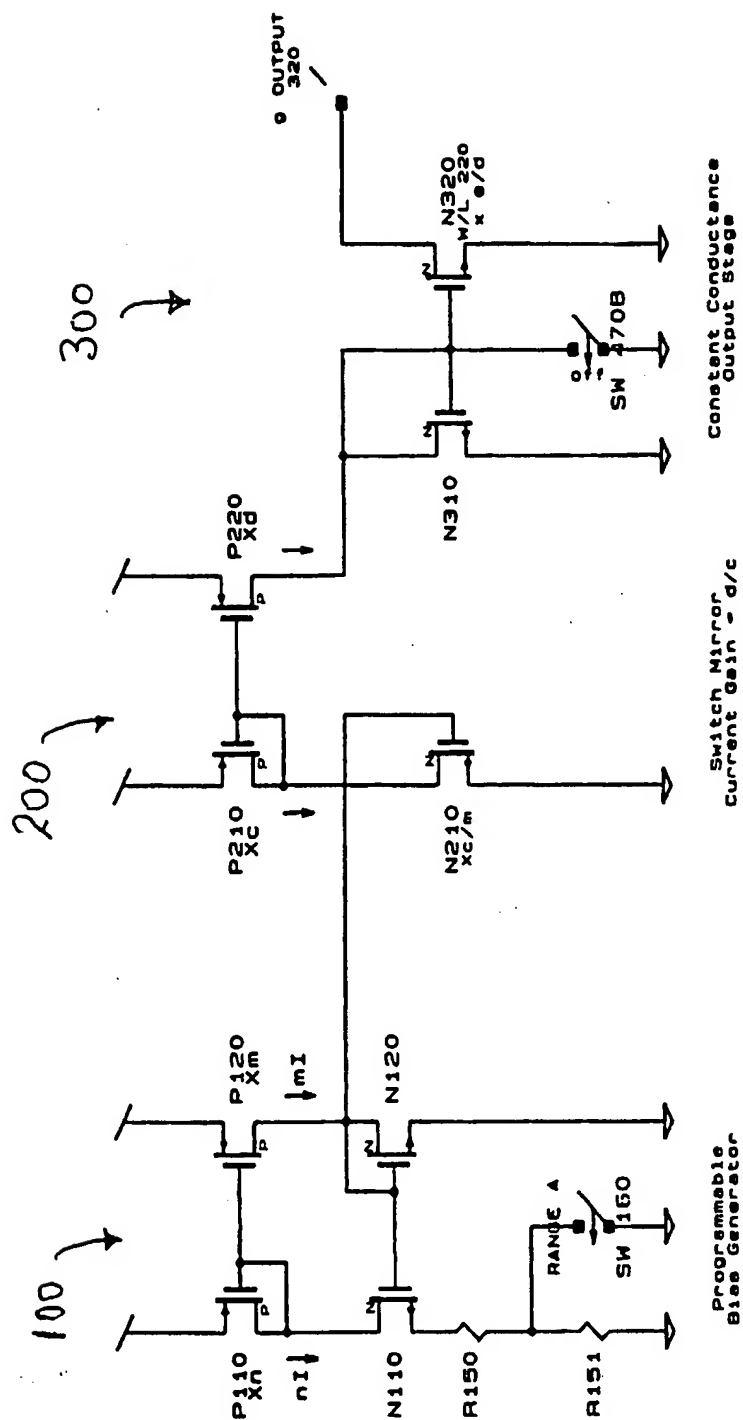 100
200
300
P110
Xn
nI
P120
Xm
mI
P
P
N110
Z
N120
Z
R150
R151
RANGE A
SW 160
P210
Xc
P
P220
Xd
P
N210
Xc/m
Z
N310
Z
N320
W/L 220
x e/d
Z
off
SW 470B
o OUTPUT
320
Programmable
Bias Generator
Switch Mirror
Current Gain - d/c
Constant Conductance
Output Stage